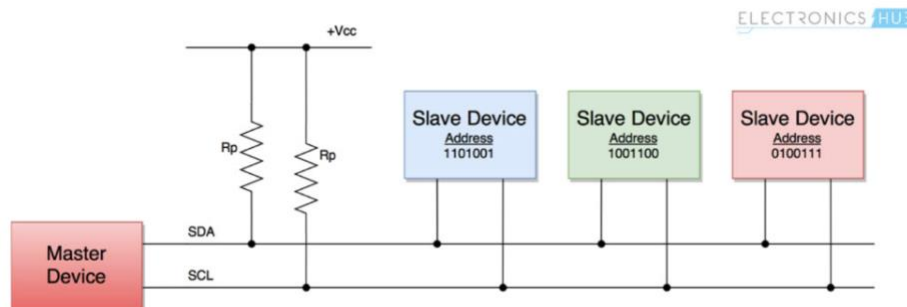 ELECTRONICS HUB
+Vcc
Rp
Rp
Slave Device
Address
1101001
Slave Device
Address
1001100
Slave Device
Address
0100111
SDA
SCL
Master
Device